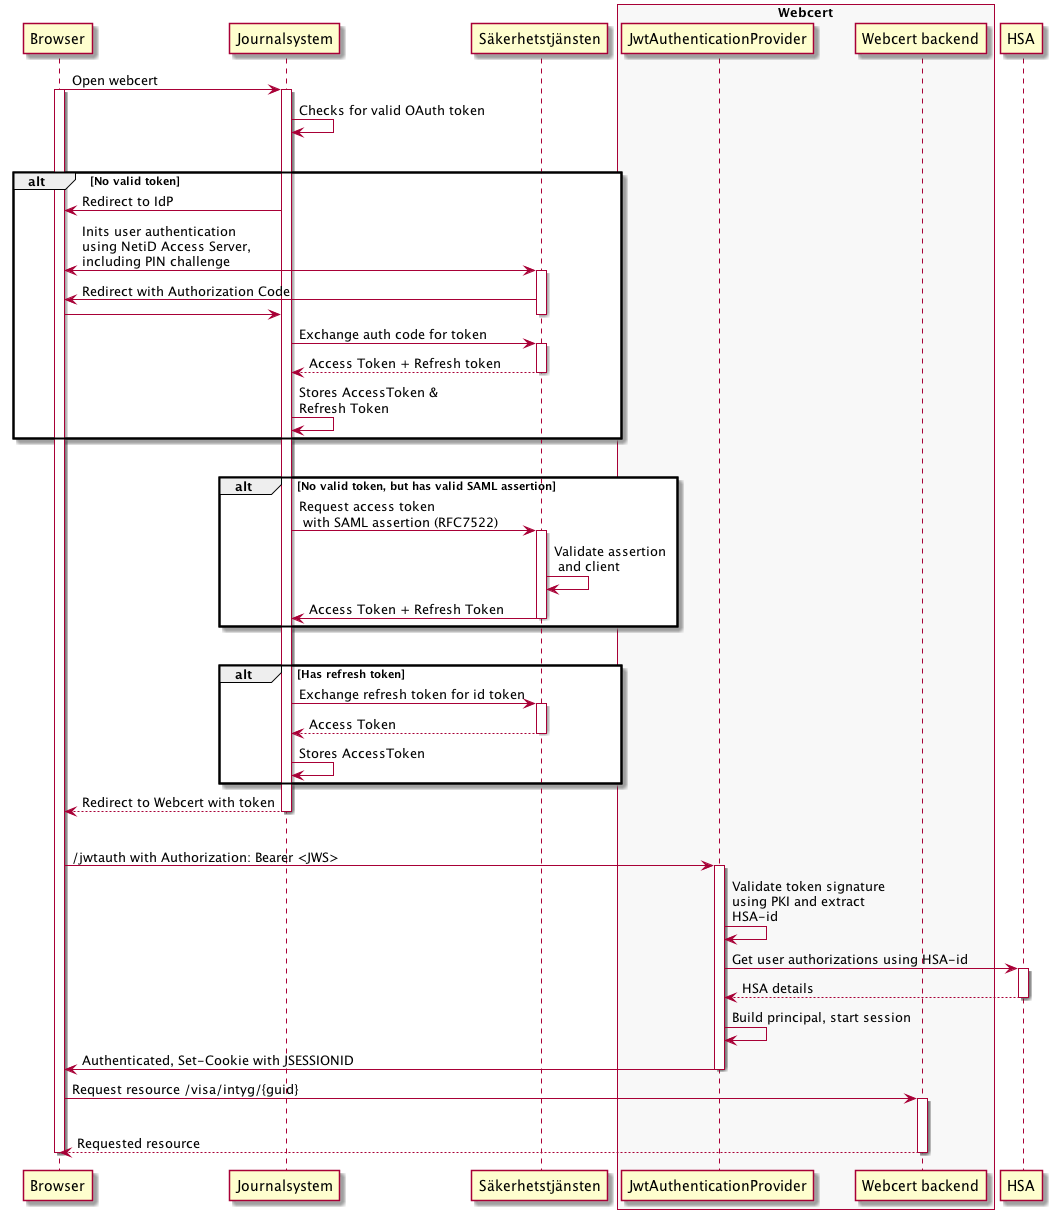 Webcert
Browser
Journalsystem
Säkerhetstjänsten
JwtAuthenticationProvider
Webcert backend
HSA
Open webcert
Checks for valid OAuth token
alt
[No valid token]
Redirect to IdP
Inits user authentication
using NetiD Access Server,
including PIN challenge
Redirect with Authorization Code
Exchange auth code for token
Access Token + Refresh token
Stores AccessToken &
Refresh Token
alt
[No valid token, but has valid SAML assertion]
Request access token
with SAML assertion (RFC7522)
Validate assertion
and client
Access Token + Refresh Token
alt
[Has refresh token]
Exchange refresh token for id token
Access Token
Stores AccessToken
Redirect to Webcert with token
/jwtauth with Authorization: Bearer <JWS>
Validate token signature
using PKI and extract
HSA-id
Get user authorizations using HSA-id
HSA details
Build principal, start session
Authenticated, Set-Cookie with JSESSIONID
Request resource /visa/intyg/{guid}
Requested resource
Browser
Journalsystem
Säkerhetstjänsten
JwtAuthenticationProvider
Webcert backend
HSA